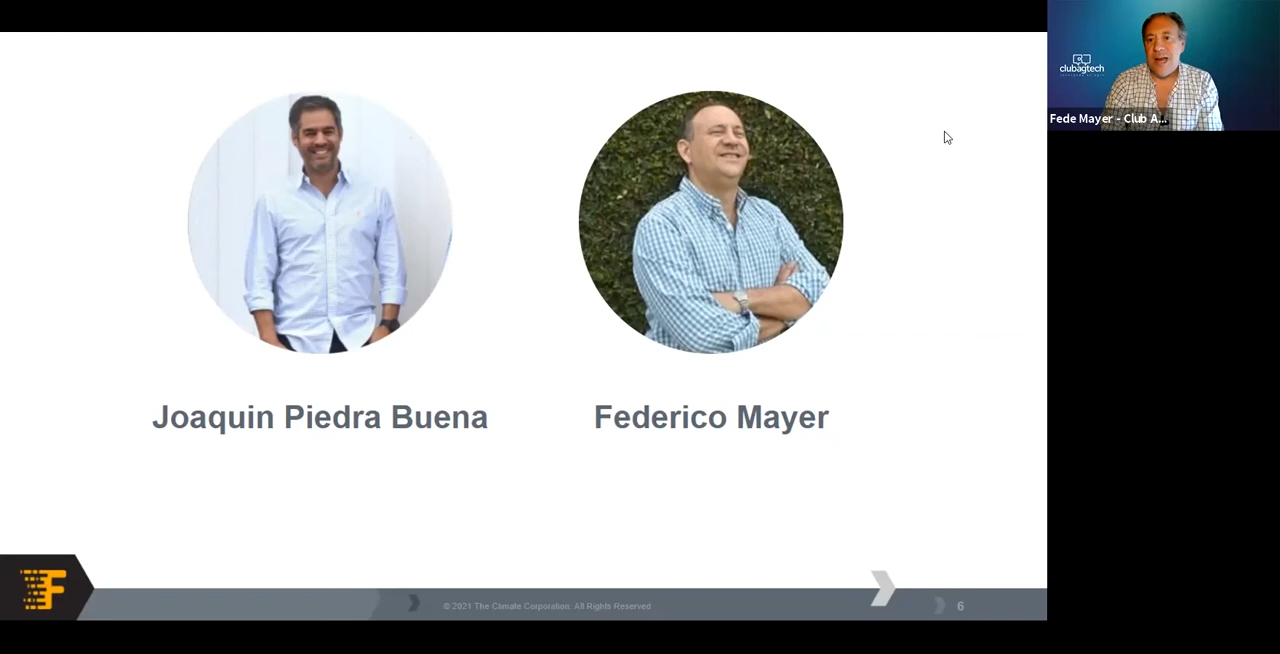 clubagtech
Fede Mayer - Club A...
Joaquin Piedra Buena
Federico Mayer
F
© 2021 The Climate Corporation. All Rights Reserved
6